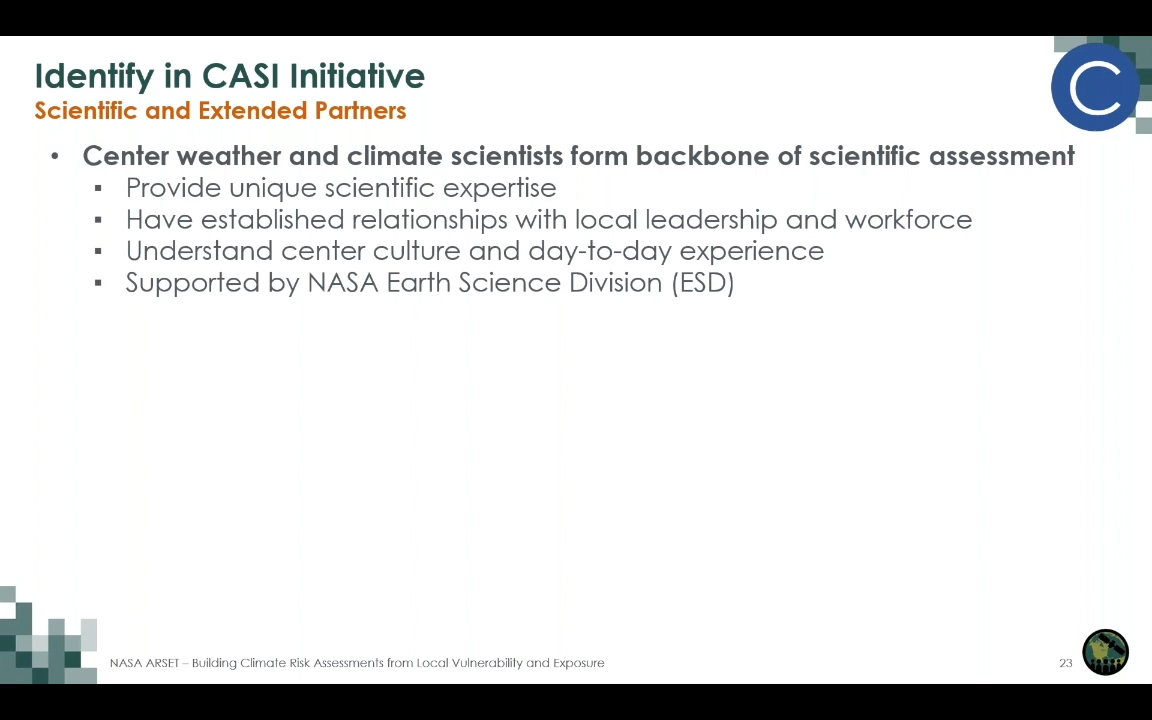 Identify in CASI Initiative
Scientific and Extended Partners
C
• Center weather and climate scientists form backbone of scientific assessment
▪ Provide unique scientific expertise
▪ Have established relationships with local leadership and workforce
▪ Understand center culture and day-to-day experience
▪ Supported by NASA Earth Science Division (ESD)
NASA ARSET – Building Climate Risk Assessments from Local Vulnerability and Exposure
23